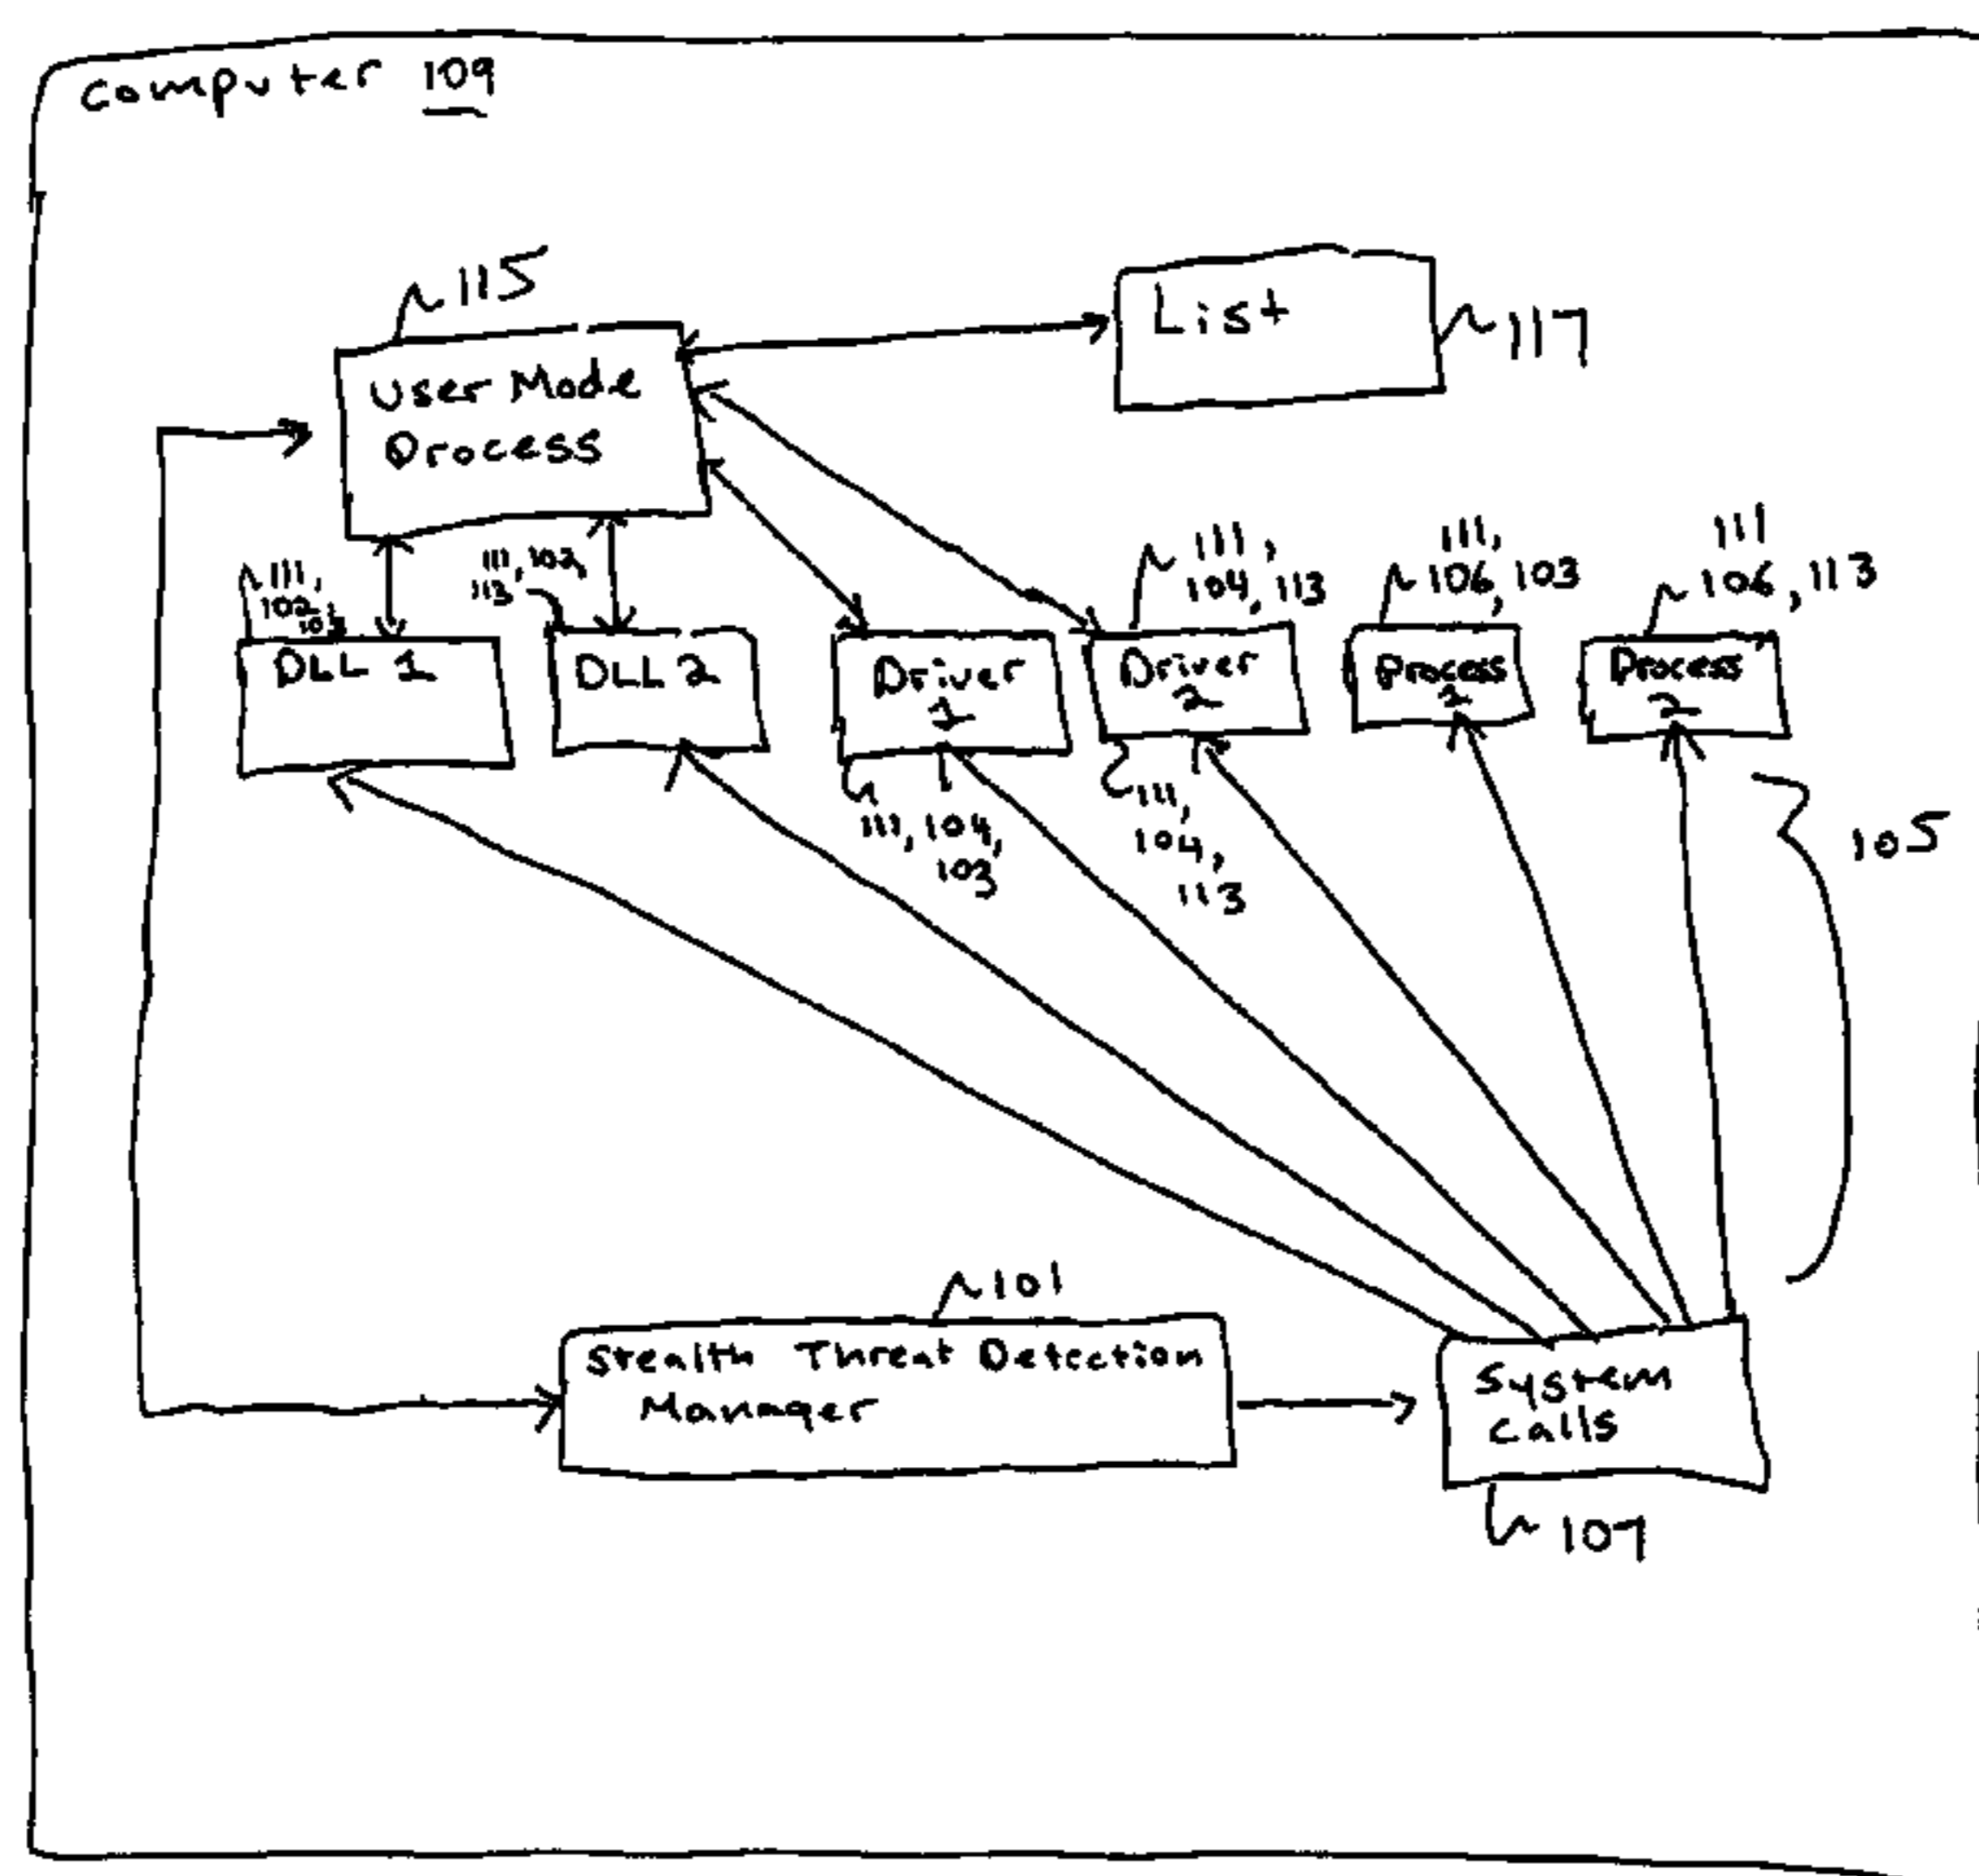 Computer 109
115
List
117
User Mode
Process
111,
102,
103
111, 102,
113
111,
104, 113
111,
106, 103
111
106, 113
DLL 1
DLL 2
Driver
1
Driver
2
Process
1
Process
2
111, 104,
103
111,
104,
113
105
101
Stealth Threat Detection
Manager
System
Calls
107